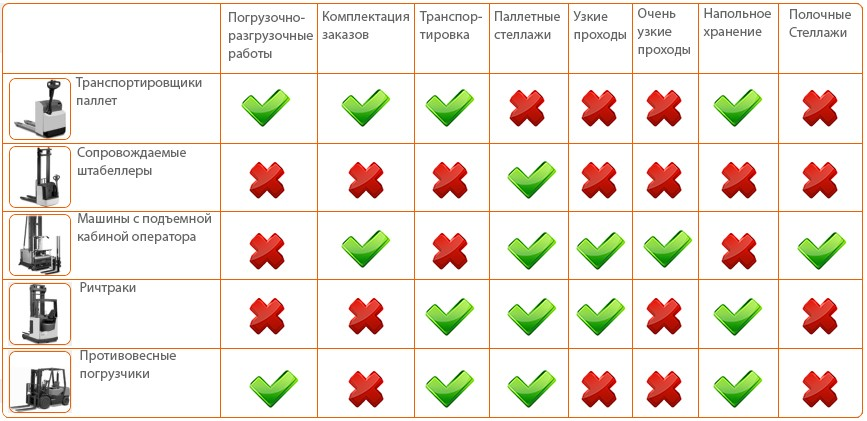 Погрузочно-
разгрузочные
работы
Комплектация
заказов
Транспор-
тировка
Паллетные
стеллажи
Узкие
проходы
Очень
узкие
проходы
Напольное
хранение
Полочные
Стеллажи
Транспортировщики
паллет
Сопровождаемые
штабеллеры
Машины с подъемной
кабиной оператора
Ричтраки
Противовесные
погрузчики